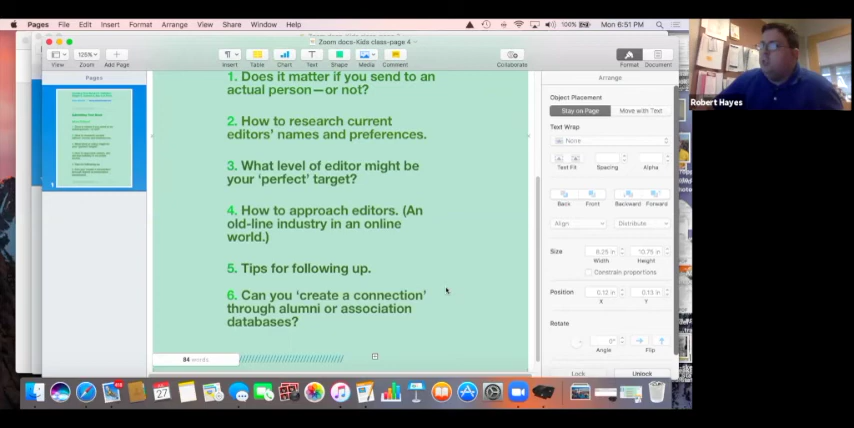 Pages File Edit Insert Format Arrange View Share Window Help
100% Mon 6:51 PM
Zoom docs-Kids class-page 4
125%
View Zoom Add Page
Insert Table Chart Text Shape Media Comment
Collaborate
Format Document
Pages
Arrange
1. Does it matter if you send to an
actual person—or not?
2. How to research current
editors' names and preferences.
3. What level of editor might be
your 'perfect' target?
4. How to approach editors. (An
old-line industry in an online
world.)
5. Tips for following up.
6. Can you 'create a connection'
through alumni or association
databases?
84 words
Object Placement
Stay on Page Move with Text
Text Wrap
None
Text Fit Spacing Alpha
Back Front Backward Forward
Align Distribute
Size 8.25 in 10.75 in
Width Height
Constrain proportions
Position 0.12 in 0.13 in
X Y
Rotate
0°
Angle Flip
Lock Unlock
Robert Hayes
27